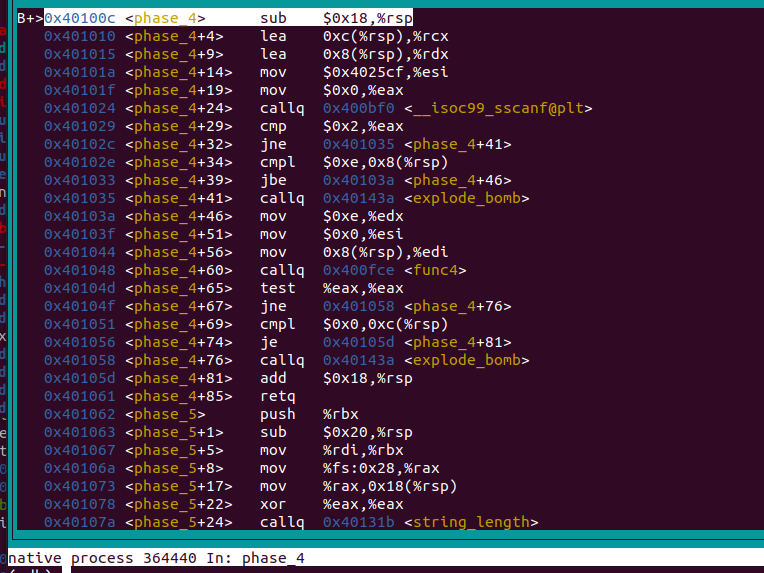 B+>0x40100c <phase_4>      sub    $0x18,%rsp
0x401010 <phase_4+4>    lea    0xc(%rsp),%rcx
0x401015 <phase_4+9>    lea    0x8(%rsp),%rdx
0x40101a <phase_4+14>   mov    $0x4025cf,%esi
0x40101f <phase_4+19>   mov    $0x0,%eax
0x401024 <phase_4+24>   callq  0x400bf0 <__isoc99_sscanf@plt>
0x401029 <phase_4+29>   cmp    $0x2,%eax
0x40102c <phase_4+32>   jne    0x401035 <phase_4+41>
0x40102e <phase_4+34>   cmpl   $0xe,0x8(%rsp)
0x401033 <phase_4+39>   jbe    0x40103a <phase_4+46>
0x401035 <phase_4+41>   callq  0x40143a <explode_bomb>
0x40103a <phase_4+46>   mov    $0xe,%edx
0x40103f <phase_4+51>   mov    $0x0,%esi
0x401044 <phase_4+56>   mov    0x8(%rsp),%edi
0x401048 <phase_4+60>   callq  0x400fce <func4>
0x40104d <phase_4+65>   test   %eax,%eax
0x40104f <phase_4+67>   jne    0x401058 <phase_4+76>
0x401051 <phase_4+69>   cmpl   $0x0,0xc(%rsp)
0x401056 <phase_4+74>   je     0x40105d <phase_4+81>
0x401058 <phase_4+76>   callq  0x40143a <explode_bomb>
0x40105d <phase_4+81>   add    $0x18,%rsp
0x401061 <phase_4+85>   retq
0x401062 <phase_5>      push   %rbx
0x401063 <phase_5+1>    sub    $0x20,%rsp
0x401067 <phase_5+5>    mov    %rdi,%rbx
0x40106a <phase_5+8>    mov    %fs:0x28,%rax
0x401073 <phase_5+17>   mov    %rax,0x18(%rsp)
0x401078 <phase_5+22>   xor    %eax,%eax
0x40107a <phase_5+24>   callq  0x40131b <string_length>
native process 364440 In: phase_4